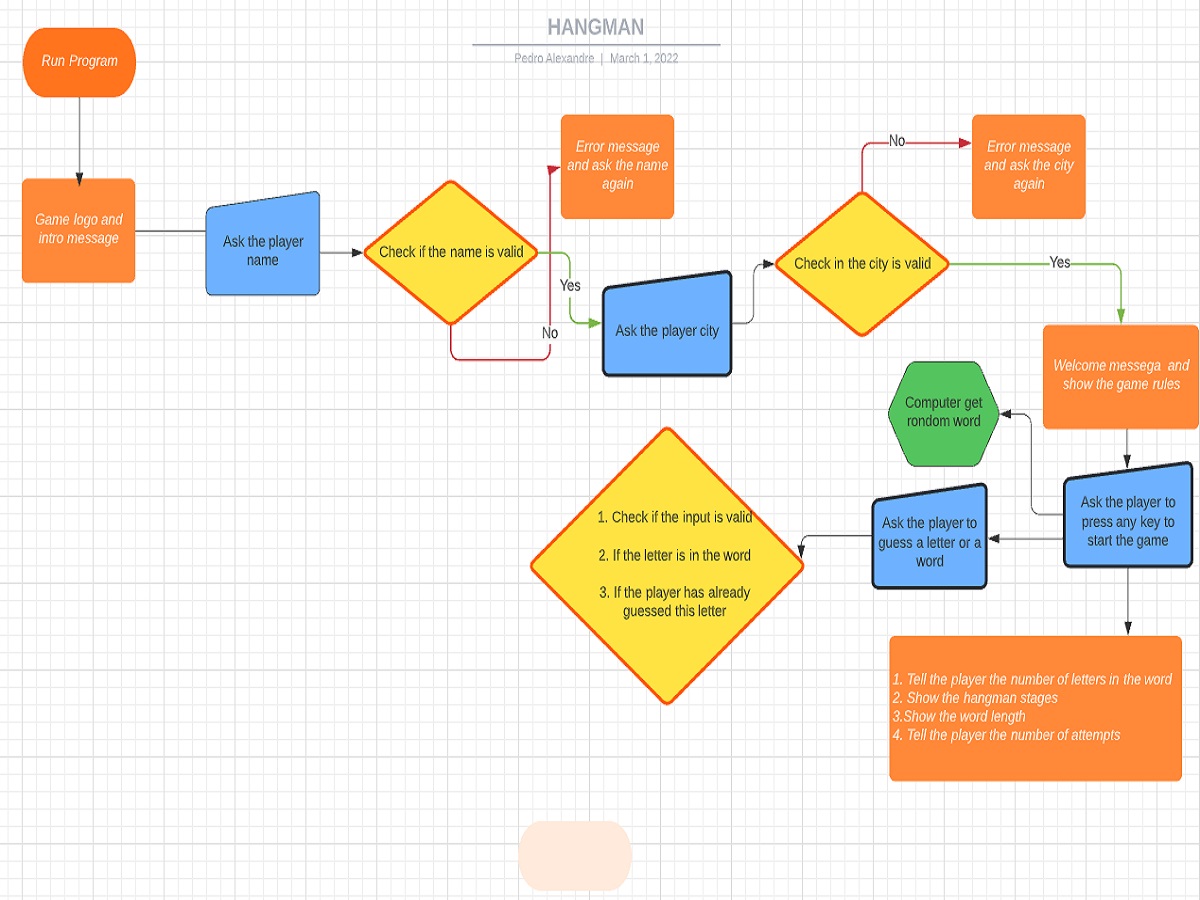 HANGMAN
Pedro Alexandre | March 1, 2022
Run Program
Game logo and
intro message
Ask the player
name
Check if the name is valid
Error message
and ask the name
again
No
Yes
Ask the player city
Check in the city is valid
No
Error message
and ask the city
again
Yes
Welcome messega and
show the game rules
Computer get
rondom word
Ask the player to
press any key to
start the game
Ask the player to
guess a letter or a
word
1. Check if the input is valid
2. If the letter is in the word
3. If the player has already
guessed this letter
1. Tell the player the number of letters in the word
2. Show the hangman stages
3.Show the word length
4. Tell the player the number of attempts